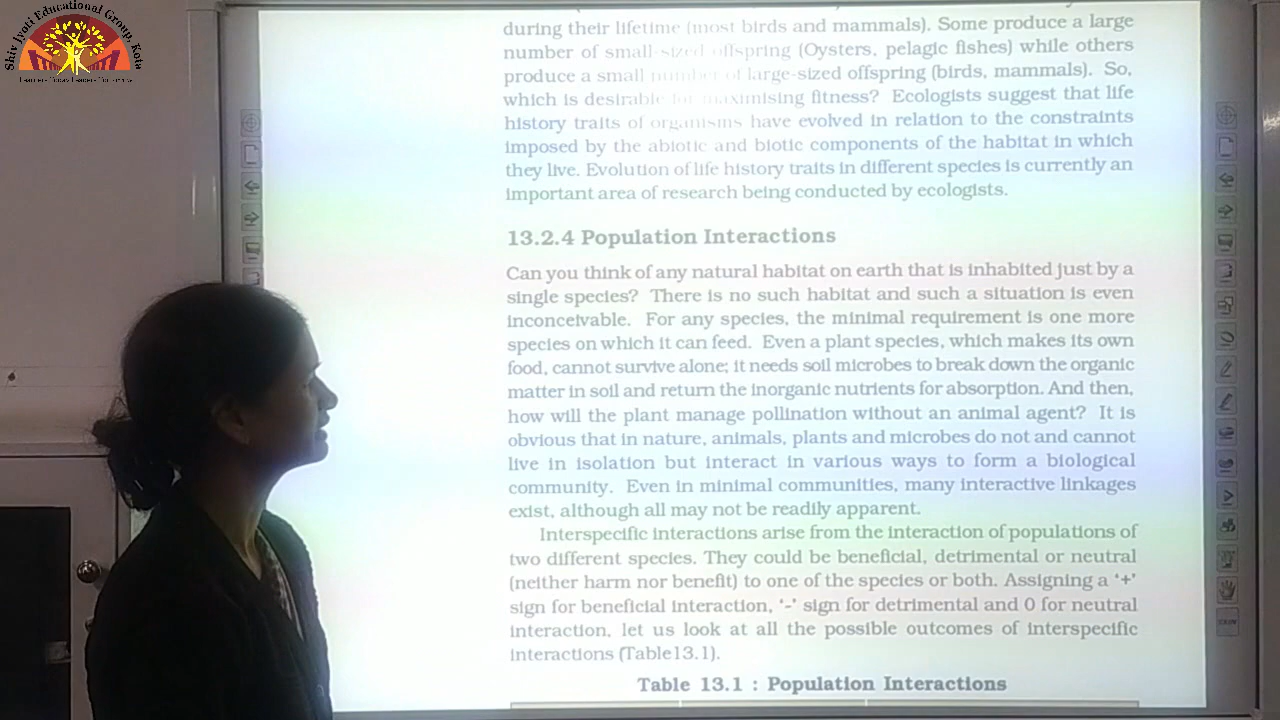 Shiv Jyoti Educational Group, Kota
during their lifetime (most birds and mammals). Some produce a large
number of small-sized offspring (Oysters, pelagic fishes) while others
produce a small number of large-sized offspring (birds, mammals). So,
which is desirable for maximising fitness? Ecologists suggest that life
history traits of organisms have evolved in relation to the constraints
imposed by the abiotic and biotic components of the habitat in which
they live. Evolution of life history traits in different species is currently an
important area of research being conducted by ecologists.
13.2.4 Population Interactions
Can you think of any natural habitat on earth that is inhabited just by a
single species? There is no such habitat and such a situation is even
inconceivable. For any species, the minimal requirement is one more
species on which it can feed. Even a plant species, which makes its own
food, cannot survive alone; it needs soil microbes to break down the organic
matter in soil and return the inorganic nutrients for absorption. And then,
how will the plant manage pollination without an animal agent? It is
obvious that in nature, animals, plants and microbes do not and cannot
live in isolation but interact in various ways to form a biological
community. Even in minimal communities, many interactive linkages
exist, although all may not be readily apparent.
Interspecific interactions arise from the interaction of populations of
two different species. They could be beneficial, detrimental or neutral
(neither harm nor benefit) to one of the species or both. Assigning a '+'
sign for beneficial interaction, '-' sign for detrimental and 0 for neutral
interaction, let us look at all the possible outcomes of interspecific
interactions (Table13.1).
Table 13.1 : Population Interactions